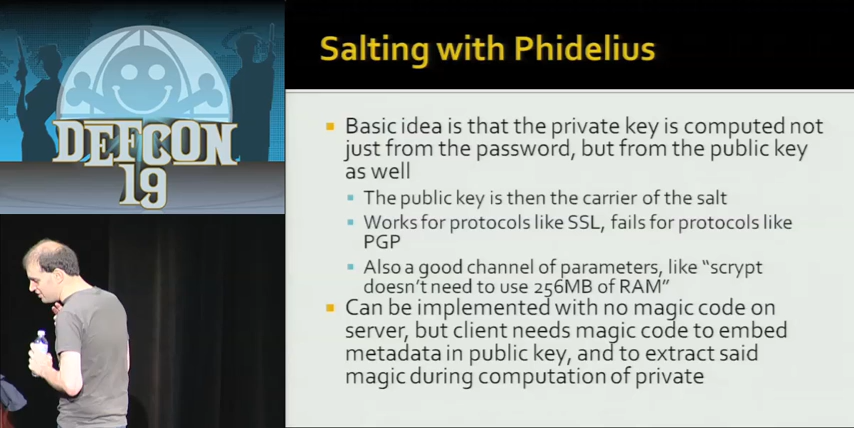 DEFCON
19
Salting with Phidelius
Basic idea is that the private key is computed not
just from the password, but from the public key
as well
The public key is then the carrier of the salt
Works for protocols like SSL, fails for protocols like
PGP
Also a good channel of parameters, like "scrypt
doesn't need to use 256MB of RAM"
Can be implemented with no magic code on
server, but client needs magic code to embed
metadata in public key, and to extract said
magic during computation of private